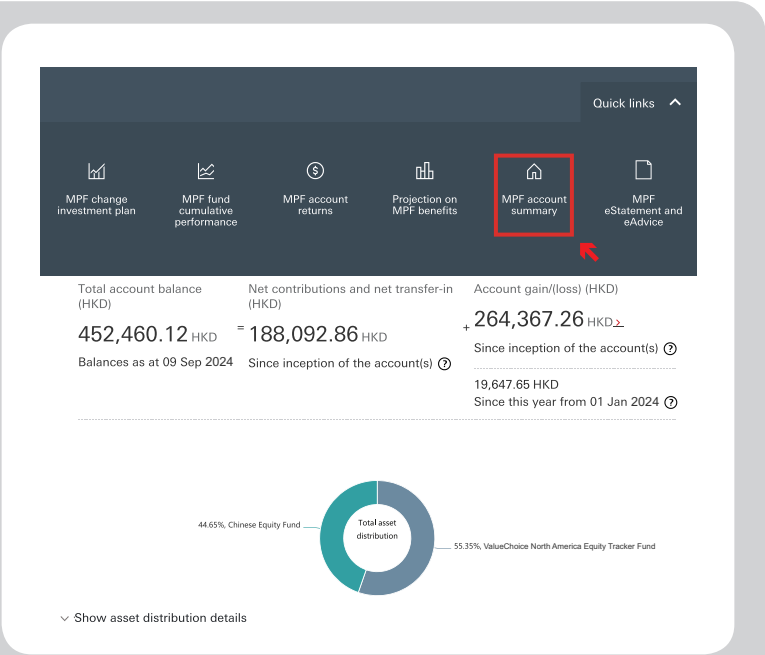 Quick links
MPF change
investment plan
MPF fund
cumulative
performance
MPF account
returns
Projection on
MPF benefits
MPF account
summary
MPF
eStatement and
eAdvice
Total account balance
(HKD)
452,460.12 HKD
Balances as at 09 Sep 2024
=
Net contributions and net transfer-in
(HKD)
188,092.86 HKD
Since inception of the account(s) ?
+
Account gain/(loss) (HKD)
264,367.26 HKD >
Since inception of the account(s) ?
19,647.65 HKD
Since this year from 01 Jan 2024 ?
44.65%, Chinese Equity Fund
Total asset
distribution
55.35%, ValueChoice North America Equity Tracker Fund
Show asset distribution details